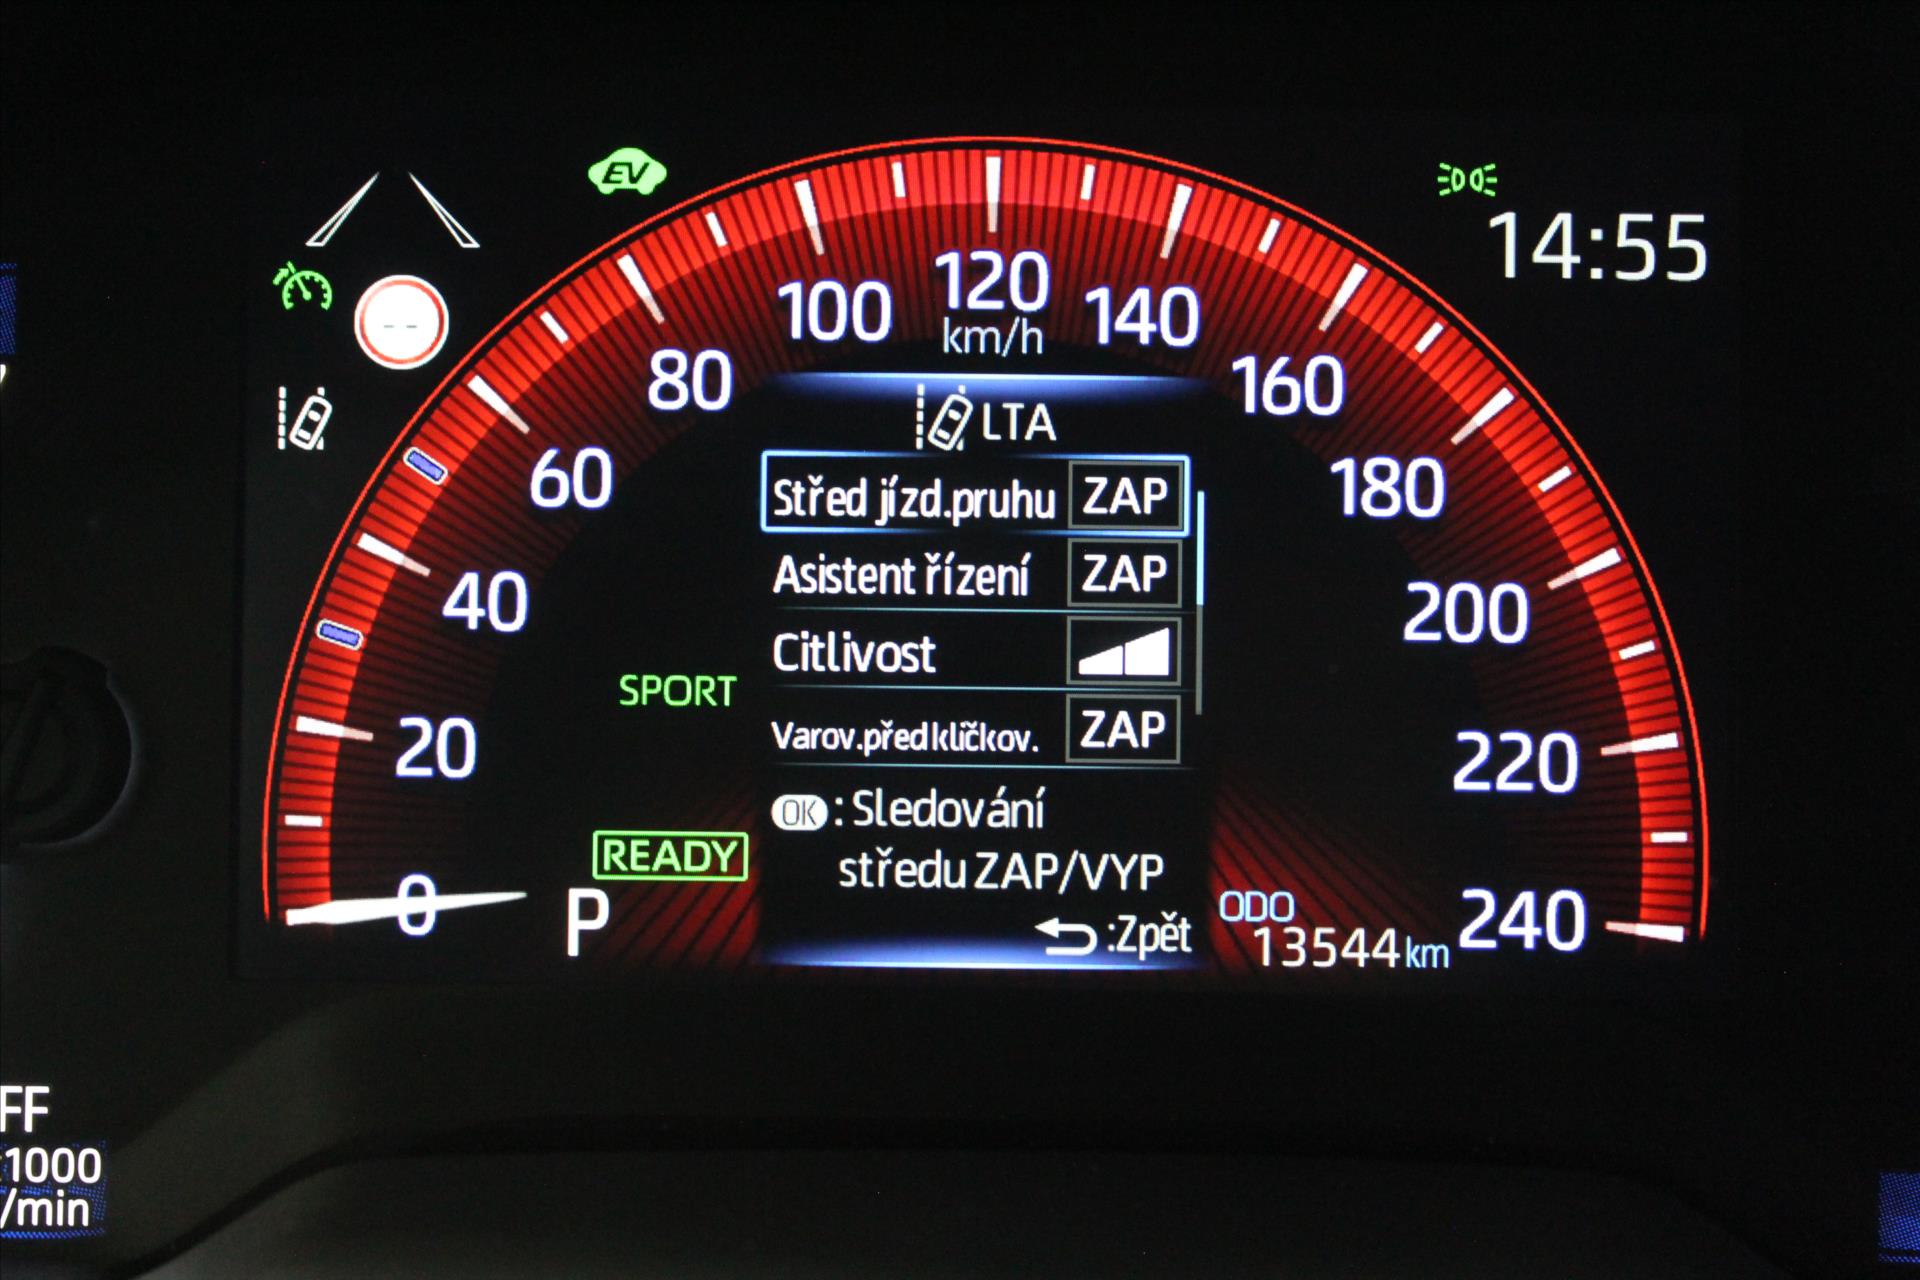 EV
14:55
120
km/h
100
140
80
160
60
180
40
200
20
220
0
240
--
LTA
Střed jízd.pruhu ZAP
Asistent řízení ZAP
Citlivost
Varov.před kličkov. ZAP
OK : Sledování
středu ZAP/VYP
:Zpět
SPORT
READY
P
ODO
13544 km
1000
/min